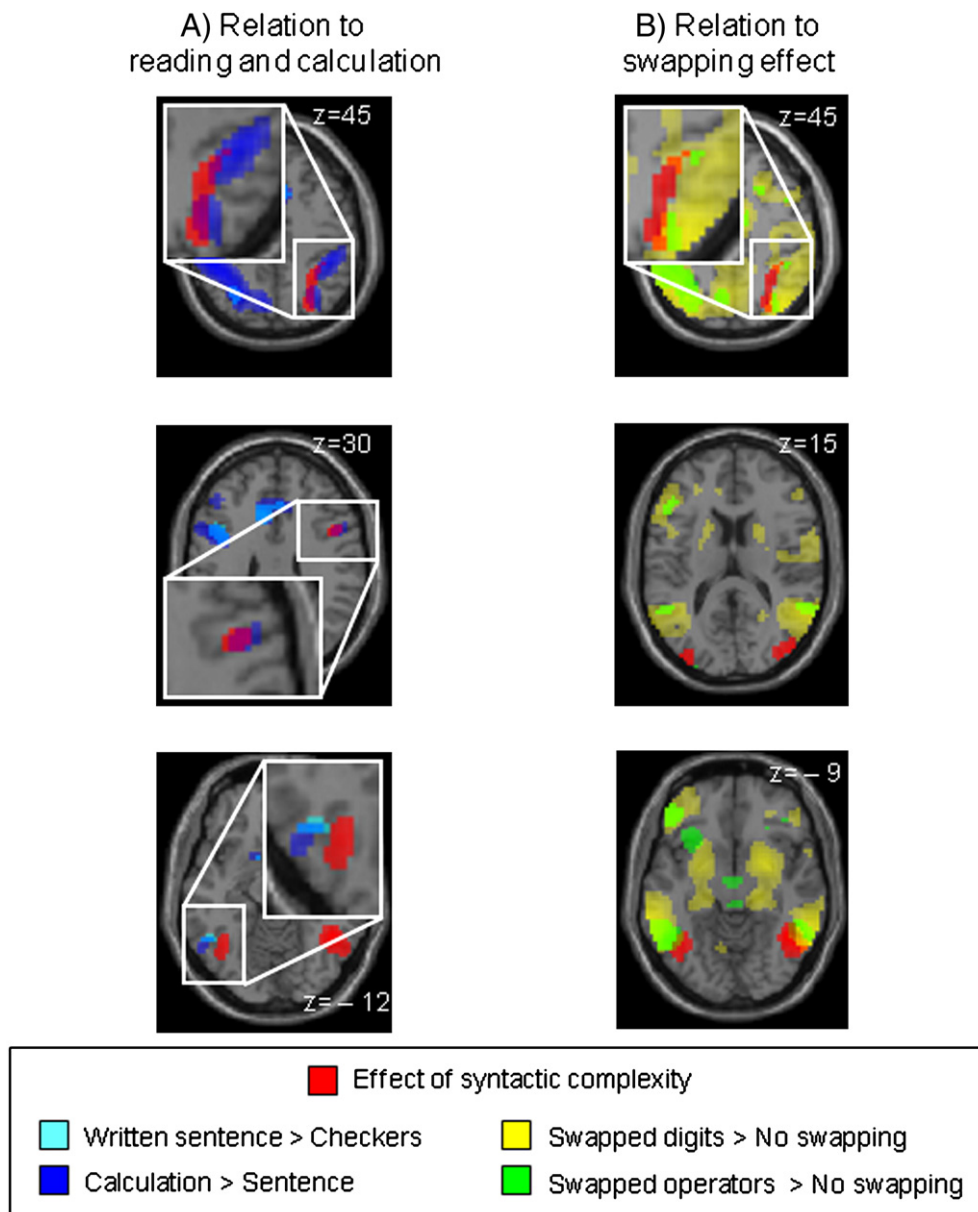 A) Relation to
reading and calculation
B) Relation to
swapping effect
z=45
z=45
z=30
z=15
z= – 12
z= – 9
Effect of syntactic complexity
Written sentence > Checkers
Swapped digits > No swapping
Calculation > Sentence
Swapped operators > No swapping